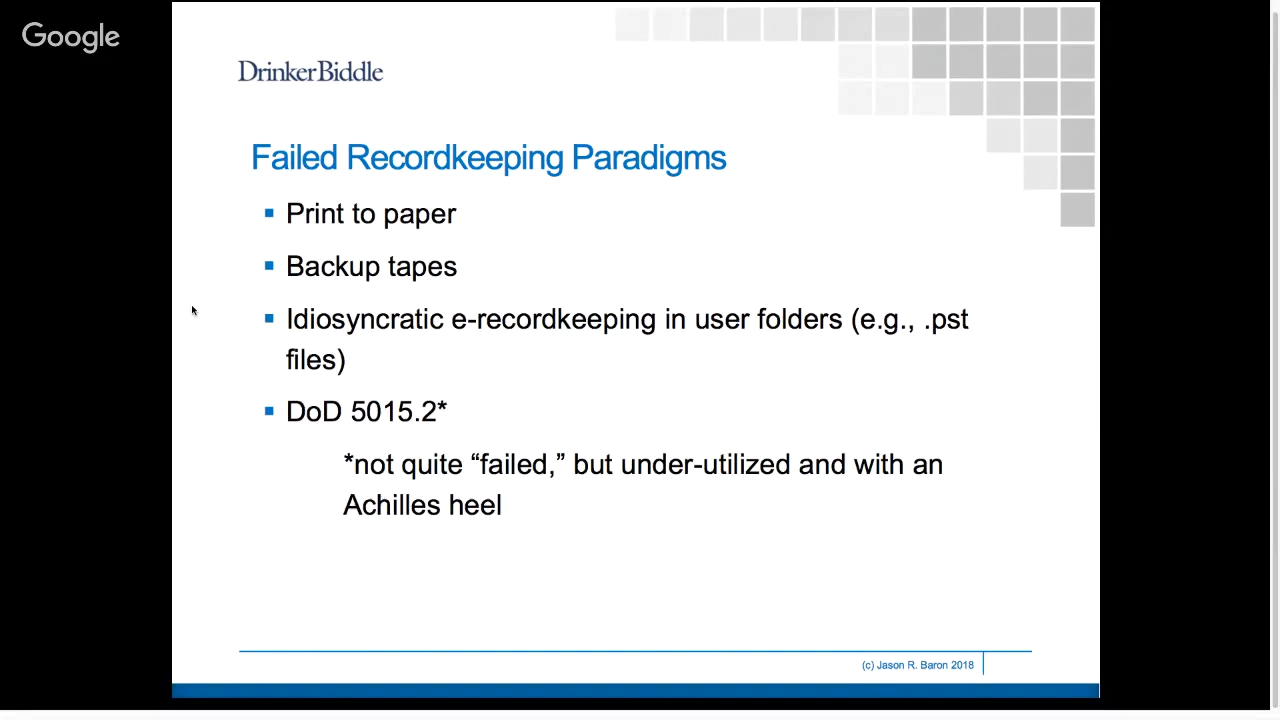 Google
DrinkerBiddle
Failed Recordkeeping Paradigms
Print to paper
Backup tapes
Idiosyncratic e-recordkeeping in user folders (e.g., .pst
files)
DoD 5015.2*
*not quite “failed,” but under-utilized and with an
Achilles heel
(c) Jason R. Baron 2018